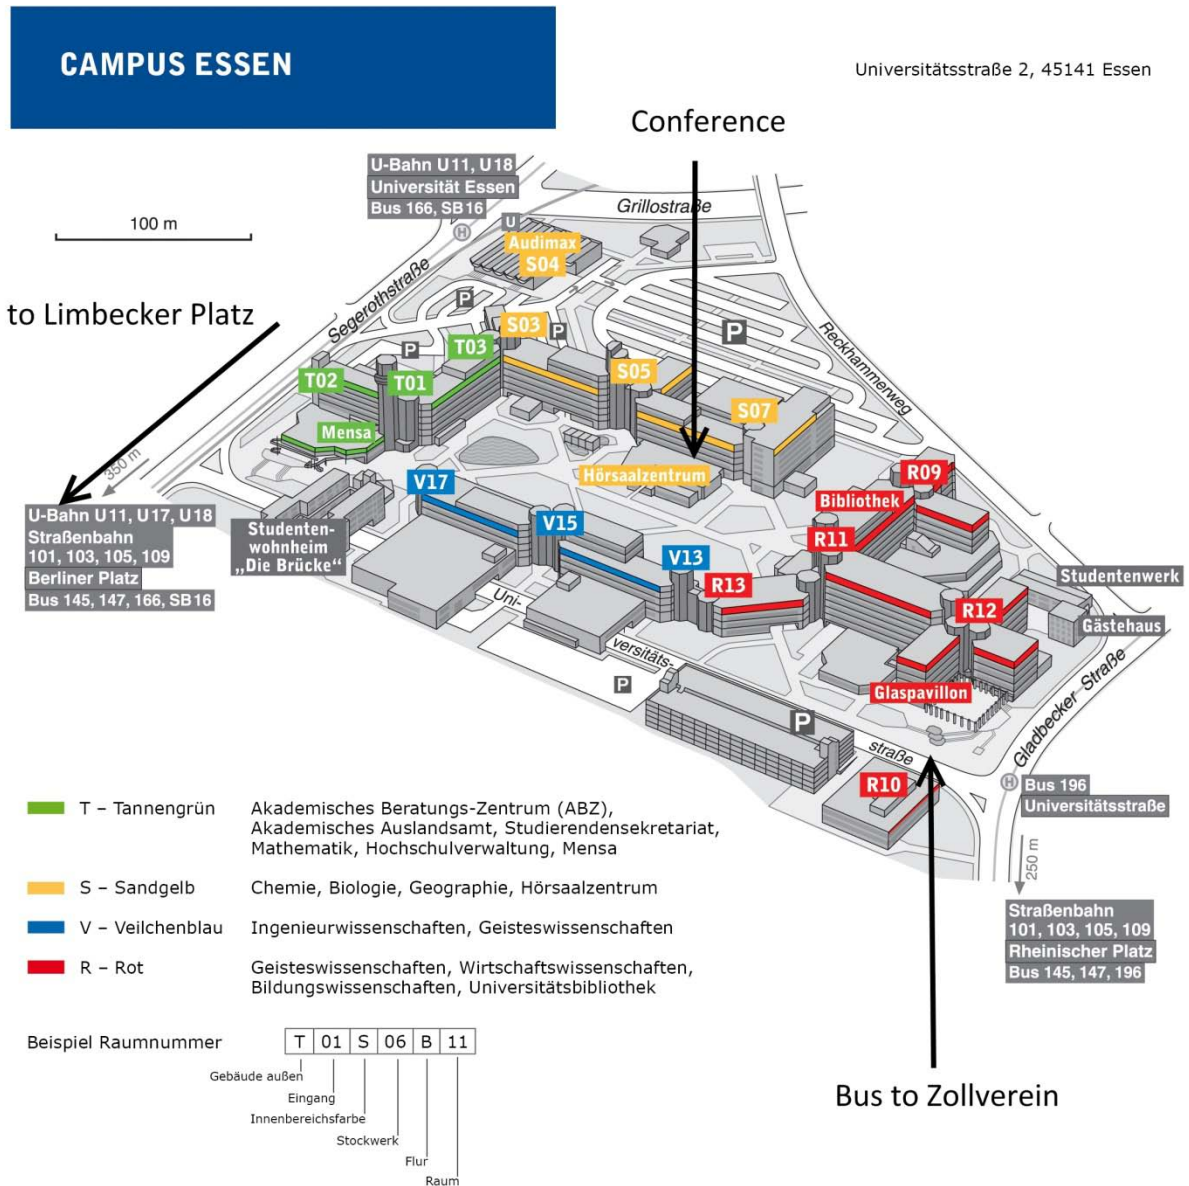 CAMPUS ESSEN
Universitätsstraße 2, 45141 Essen
Conference
U-Bahn U11, U18
Universität Essen
Bus 166, SB16
100 m
H
U
Grillostraße
Audimax
S04
to Limbecker Platz
Segerothstraße
P
S03
P
P
Reckhammerweg
T03
P
T02
T01
S05
S07
Mensa
350 m
V17
Hörsaalzentrum
R09
Bibliothek
U-Bahn U11, U17, U18
Straßenbahn
101, 103, 105, 109
Berliner Platz
Bus 145, 147, 166, SB16
Studenten-
wohnheim
„Die Brücke“
V15
R11
V13
R13
Studentenwerk
R12
Gästehaus
Uni-
versitäts-
straße
P
P
Glaspavillon
Gladbecker Straße
R10
H
Bus 196
Universitätsstraße
250 m
Straßenbahn
101, 103, 105, 109
Rheinischer Platz
Bus 145, 147, 196
Bus to Zollverein
T – Tannengrün
Akademisches Beratungs-Zentrum (ABZ),
Akademisches Auslandsamt, Studierendensekretariat,
Mathematik, Hochschulverwaltung, Mensa
S – Sandgelb
Chemie, Biologie, Geographie, Hörsaalzentrum
V – Veilchenblau
Ingenieurwissenschaften, Geisteswissenschaften
R – Rot
Geisteswissenschaften, Wirtschaftswissenschaften,
Bildungswissenschaften, Universitätsbibliothek
Beispiel Raumnummer
T 01 S 06 B 11
Gebäude außen
Eingang
Innenbereichsfarbe
Stockwerk
Flur
Raum